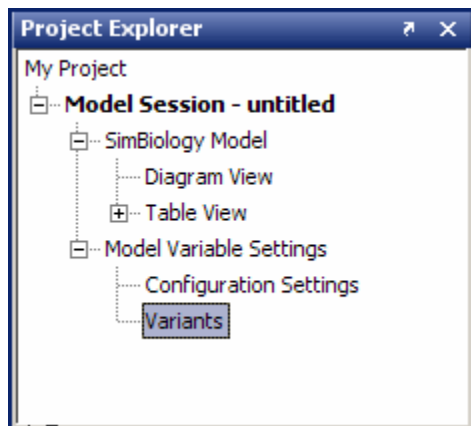 Project Explorer
My Project
Model Session - untitled
SimBiology Model
Diagram View
Table View
Model Variable Settings
Configuration Settings
Variants